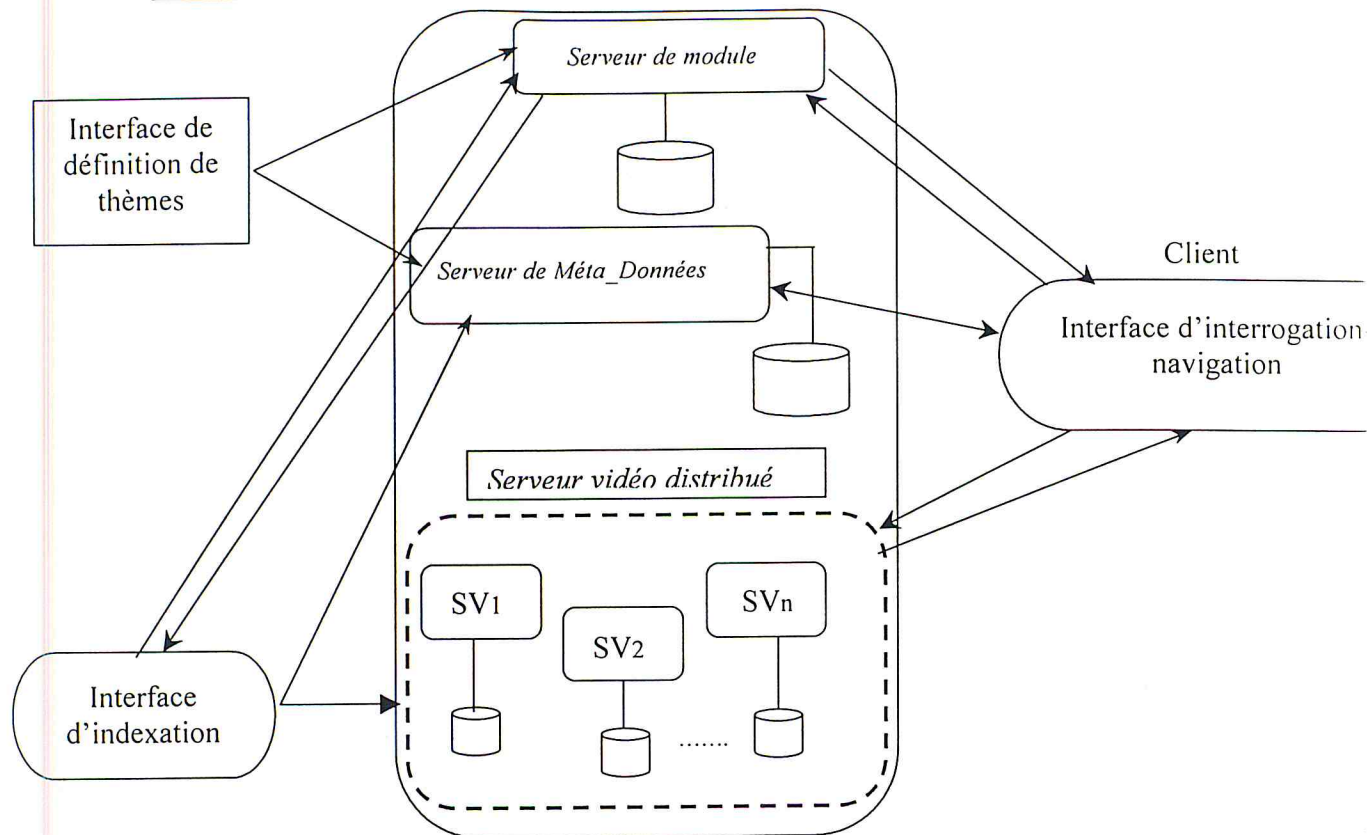 Serveur de module
Interface de
définition de
thèmes
Serveur de Méta_Données
Client
Interface d'interrogation
navigation
Serveur vidéo distribué
SV1
SV2
SVn
.......
Interface
d'indexation